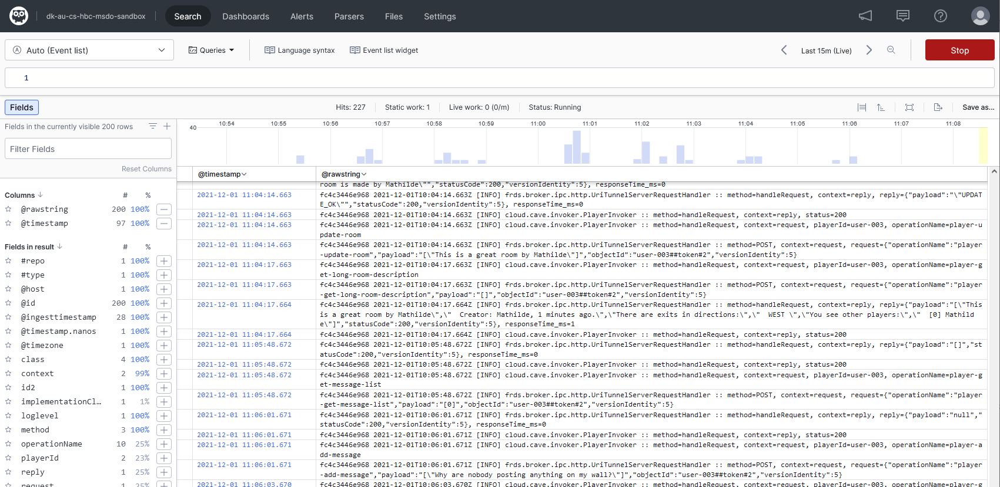 dk-au-cs-hbc-msdo-sandbox Search Dashboards Alerts Parsers Files Settings
Auto (Event list) Queries Language syntax Event list widget Last 15m (Live) Stop
1
Fields Hits: 227 Static work: 1 Live work: 0 (0/m) Status: Running Save as...
Fields in the currently visible 200 rows
Filter Fields
Reset Columns
Columns # %
@rawstring 200 100%
@timestamp 97 100%
Fields in result # %
#repo 1 100%
#type 1 100%
@host 1 100%
@id 200 100%
@ingesttimestamp 28 100%
@timestamp.nanos 1 100%
@timezone 1 100%
class 4 100%
context 2 99%
id2 1 100%
implementationCl… 1 1%
loglevel 1 100%
method 3 100%
operationName 10 25%
playerId 2 23%
reply 1 25%
request 1 25%
40 10:54 10:55 10:56 10:57 10:58 10:59 11:00 11:01 11:02 11:03 11:04 11:05 11:06 11:07 11:08
@timestamp @rawstring
room is made by Mathilde\"","statusCode":200,"versionIdentity":5}, responseTime_ms=0
2021-12-01 11:04:14.663 fc4c3446e968 2021-12-01T10:04:14.663Z [INFO] frds.broker.ipc.http.UriTunnelServerRequestHandler :: method=handleRequest, context=reply, reply={"payload":"\"UPDAT
E_OK\"","statusCode":200,"versionIdentity":5}, responseTime_ms=0
2021-12-01 11:04:14.663 fc4c3446e968 2021-12-01T10:04:14.663Z [INFO] cloud.cave.invoker.PlayerInvoker :: method=handleRequest, context=reply, status=200
2021-12-01 11:04:14.663 fc4c3446e968 2021-12-01T10:04:14.663Z [INFO] cloud.cave.invoker.PlayerInvoker :: method=handleRequest, context=request, playerId=user-003, operationName=player-u
pdate-room
2021-12-01 11:04:14.663 fc4c3446e968 2021-12-01T10:04:14.663Z [INFO] frds.broker.ipc.http.UriTunnelServerRequestHandler :: method=POST, context=request, request={"operationName":"player
-update-room","payload":"[\"This is a great room by Mathilde\"]","objectId":"user-003##token#2","versionIdentity":5}
2021-12-01 11:04:17.663 fc4c3446e968 2021-12-01T10:04:17.663Z [INFO] cloud.cave.invoker.PlayerInvoker :: method=handleRequest, context=request, playerId=user-003, operationName=player-g
et-long-room-description
2021-12-01 11:04:17.663 fc4c3446e968 2021-12-01T10:04:17.663Z [INFO] frds.broker.ipc.http.UriTunnelServerRequestHandler :: method=POST, context=request, request={"operationName":"player
-get-long-room-description","payload":"[]","objectId":"user-003##token#2","versionIdentity":5}
2021-12-01 11:04:17.664 fc4c3446e968 2021-12-01T10:04:17.664Z [INFO] frds.broker.ipc.http.UriTunnelServerRequestHandler :: method=handleRequest, context=reply, reply={"payload":"[\"This
is a great room by Mathilde\",\"  Creator: Mathilde, 1 minutes ago.\",\"There are exits in directions:\",\"  WEST \",\"You see other players:\",\"  [0] Mathild
e\"]","statusCode":200,"versionIdentity":5}, responseTime_ms=1
2021-12-01 11:04:17.664 fc4c3446e968 2021-12-01T10:04:17.664Z [INFO] cloud.cave.invoker.PlayerInvoker :: method=handleRequest, context=reply, status=200
2021-12-01 11:05:48.672 fc4c3446e968 2021-12-01T10:05:48.672Z [INFO] frds.broker.ipc.http.UriTunnelServerRequestHandler :: method=handleRequest, context=reply, reply={"payload":"[]","st
atusCode":200,"versionIdentity":5}, responseTime_ms=0
2021-12-01 11:05:48.672 fc4c3446e968 2021-12-01T10:05:48.672Z [INFO] cloud.cave.invoker.PlayerInvoker :: method=handleRequest, context=reply, status=200
2021-12-01 11:05:48.672 fc4c3446e968 2021-12-01T10:05:48.672Z [INFO] cloud.cave.invoker.PlayerInvoker :: method=handleRequest, context=request, playerId=user-003, operationName=player-g
et-message-list
2021-12-01 11:05:48.672 fc4c3446e968 2021-12-01T10:05:48.672Z [INFO] frds.broker.ipc.http.UriTunnelServerRequestHandler :: method=POST, context=request, request={"operationName":"player
-get-message-list","payload":"[0]","objectId":"user-003##token#2","versionIdentity":5}
2021-12-01 11:06:01.671 fc4c3446e968 2021-12-01T10:06:01.671Z [INFO] frds.broker.ipc.http.UriTunnelServerRequestHandler :: method=handleRequest, context=reply, reply={"payload":"null","
statusCode":200,"versionIdentity":5}, responseTime_ms=0
2021-12-01 11:06:01.671 fc4c3446e968 2021-12-01T10:06:01.671Z [INFO] cloud.cave.invoker.PlayerInvoker :: method=handleRequest, context=reply, status=200
2021-12-01 11:06:01.671 fc4c3446e968 2021-12-01T10:06:01.671Z [INFO] cloud.cave.invoker.PlayerInvoker :: method=handleRequest, context=request, playerId=user-003, operationName=player-a
dd-message
2021-12-01 11:06:01.671 fc4c3446e968 2021-12-01T10:06:01.671Z [INFO] frds.broker.ipc.http.UriTunnelServerRequestHandler :: method=POST, context=request, request={"operationName":"player
-add-message","payload":"[\"Why are nobody posting anything on my wall?\"]","objectId":"user-003##token#2","versionIdentity":5}
2021-12-01 11:06:03.670 fc4c3446e968 2021-12-01T10:06:03.670Z [INFO] cloud.cave.invoker.PlayerInvoker :: method=handleRequest, context=request, playerId=user-003, operationName=player-g